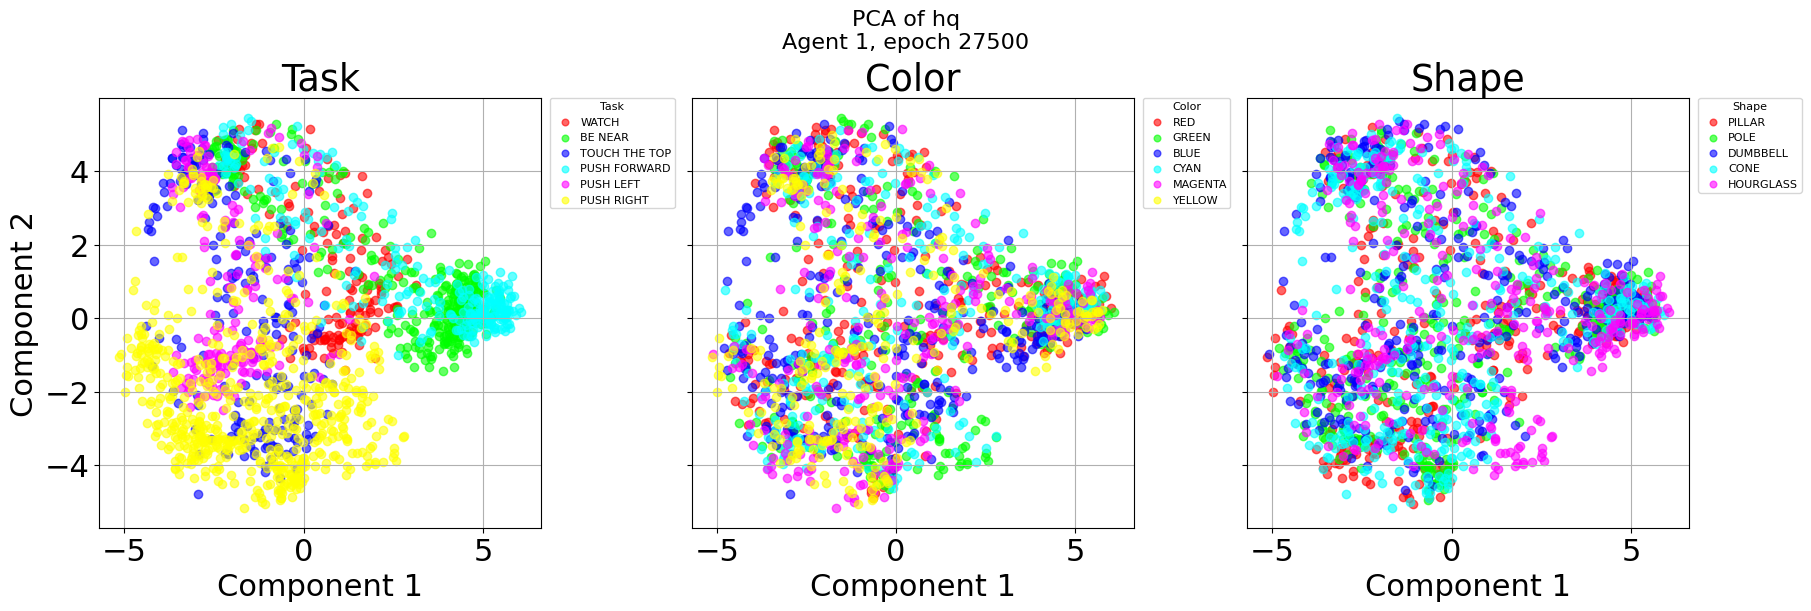 PCA of hq
Agent 1, epoch 27500
Task
Color
Shape
Task
WATCH
BE NEAR
TOUCH THE TOP
PUSH FORWARD
PUSH LEFT
PUSH RIGHT
Color
RED
GREEN
BLUE
CYAN
MAGENTA
YELLOW
Shape
PILLAR
POLE
DUMBBELL
CONE
HOURGLASS
Component 2
4
2
0
−2
−4
−5 0 5
−5 0 5
−5 0 5
Component 1
Component 1
Component 1